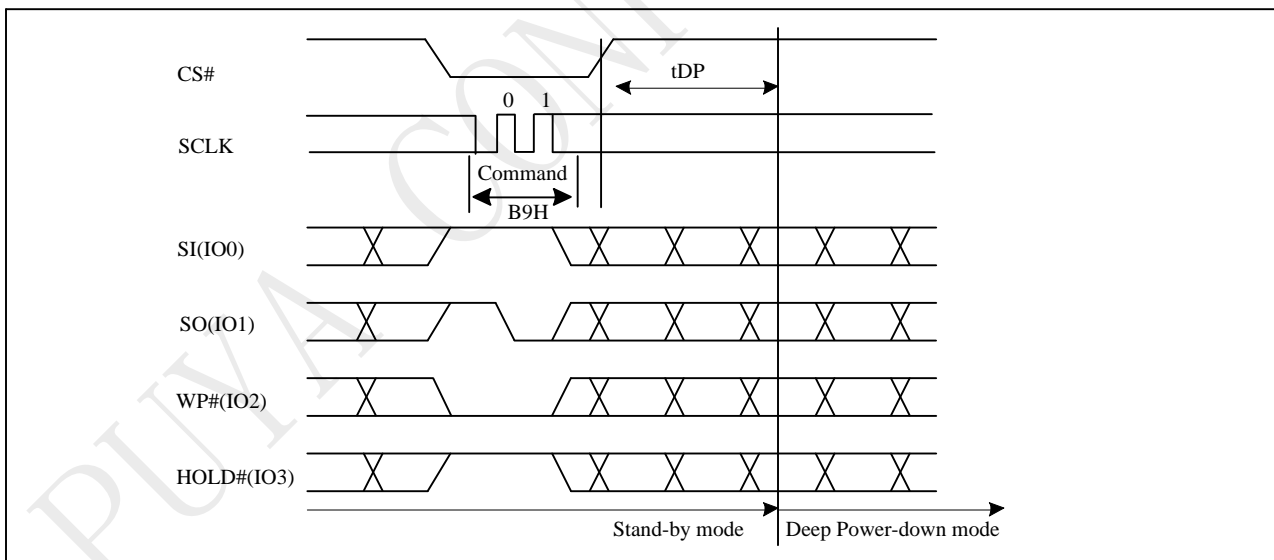 CS#
tDP
0 1
SCLK
Command
B9H
SI(IO0)
SO(IO1)
WP#(IO2)
HOLD#(IO3)
Stand-by mode Deep Power-down mode